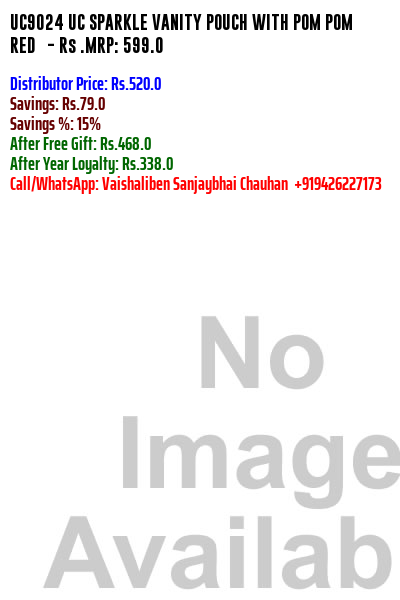 UC9024 UC SPARKLE VANITY POUCH WITH POM POM
RED - Rs .MRP: 599.0
Distributor Price: Rs.520.0
Savings: Rs.79.0
Savings %: 15%
After Free Gift: Rs.468.0
After Year Loyalty: Rs.338.0
Call/WhatsApp: Vaishaliben Sanjaybhai Chauhan +919426227173
No
Image
Availab